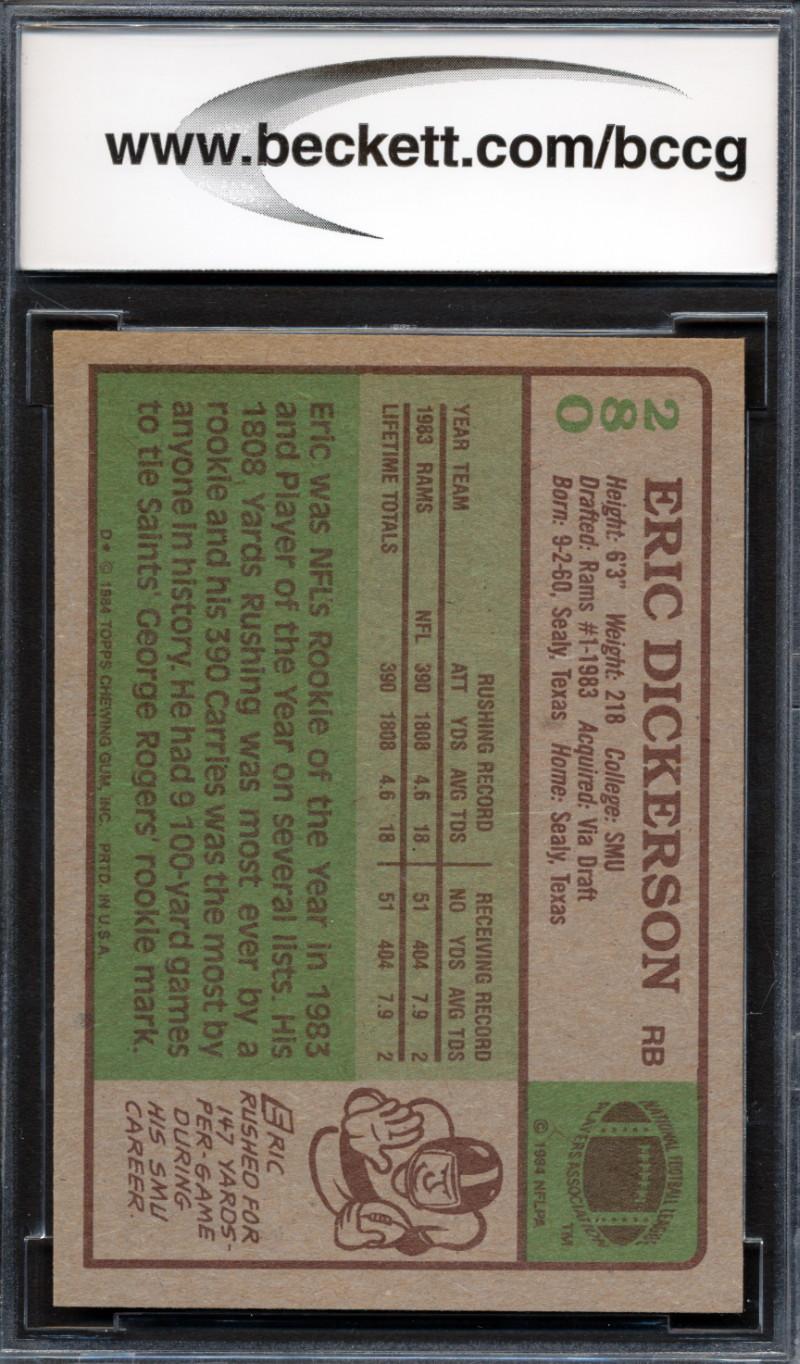 www.beckett.com/bccg
280
ERIC DICKERSON RB
Height: 6'3" Weight: 218 College: SMU
Drafted: Rams #1-1983 Acquired: Via Draft
Born: 9-2-60, Sealy, Texas Home: Sealy, Texas
NATIONAL FOOTBALL LEAGUE
PLAYERS ASSOCIATION
TM
© 1984 NFLPA
RUSHING RECORD RECEIVING RECORD
YEAR TEAM ATT YDS AVG TDS NO YDS AVG TDS
1983 RAMS NFL 390 1808 4.6 18. 51 404 7.9 2
LIFETIME TOTALS 390 1808 4.6 18 51 404 7.9 2
Eric was NFL's Rookie of the Year in 1983
and Player of the Year on several lists. His
1808 Yards Rushing was most ever by a
rookie and his 390 Carries was the most by
anyone in history. He had 9 100-yard games
to tie Saints' George Rogers' rookie mark.
ERIC
RUSHED FOR
147 YARDS-
PER-GAME
DURING
HIS SMU
CAREER.
D* © 1984 TOPPS CHEWING GUM, INC. PRTD. IN U.S.A.